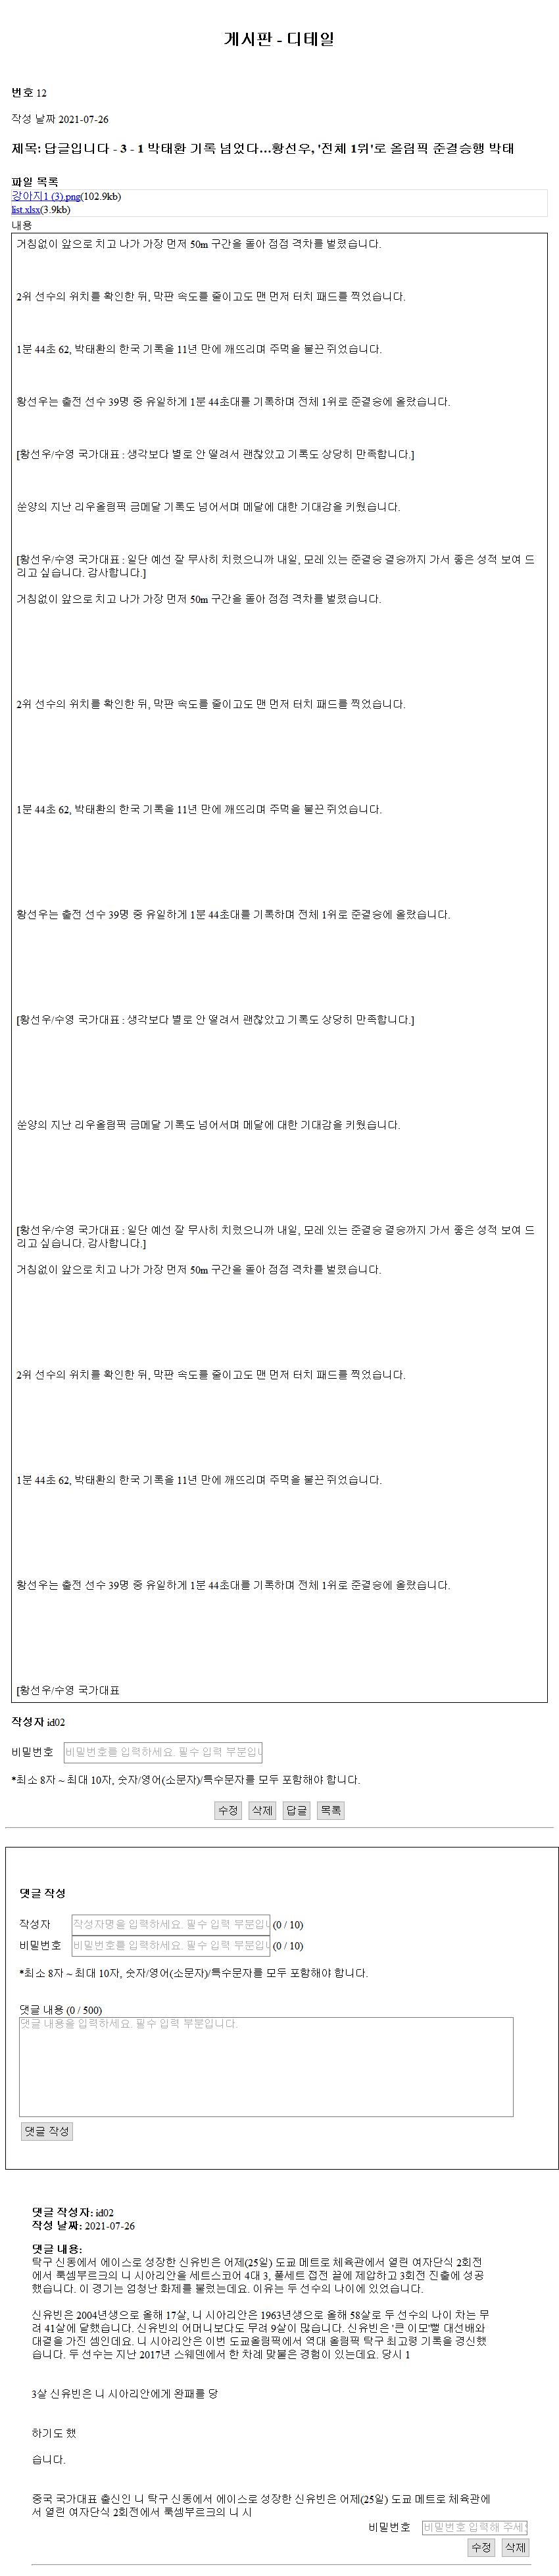 게시판 - 디테일
번호 12
작성 날짜 2021-07-26
제목: 답글입니다 - 3 - 1 박태환 기록 넘었다…황선우, '전체 1위'로 올림픽 준결승행 박태
파일 목록
강아지1 (3).png(102.9kb)
list.xlsx(3.9kb)
내용
거침없이 앞으로 치고 나가 가장 먼저 50m 구간을 돌아 점점 격차를 벌렸습니다.
2위 선수의 위치를 확인한 뒤, 막판 속도를 줄이고도 맨 먼저 터치 패드를 찍었습니다.
1분 44초 62, 박태환의 한국 기록을 11년 만에 깨뜨리며 주먹을 불끈 쥐었습니다.
황선우는 출전 선수 39명 중 유일하게 1분 44초대를 기록하며 전체 1위로 준결승에 올랐습니다.
[황선우/수영 국가대표 : 생각보다 별로 안 떨려서 괜찮았고 기록도 상당히 만족합니다.]
쑨양의 지난 리우올림픽 금메달 기록도 넘어서며 메달에 대한 기대감을 키웠습니다.
[황선우/수영 국가대표 : 일단 예선 잘 무사히 치렀으니까 내일, 모레 있는 준결승 결승까지 가서 좋은 성적 보여 드
리고 싶습니다. 감사합니다.]
거침없이 앞으로 치고 나가 가장 먼저 50m 구간을 돌아 점점 격차를 벌렸습니다.
2위 선수의 위치를 확인한 뒤, 막판 속도를 줄이고도 맨 먼저 터치 패드를 찍었습니다.
1분 44초 62, 박태환의 한국 기록을 11년 만에 깨뜨리며 주먹을 불끈 쥐었습니다.
황선우는 출전 선수 39명 중 유일하게 1분 44초대를 기록하며 전체 1위로 준결승에 올랐습니다.
[황선우/수영 국가대표 : 생각보다 별로 안 떨려서 괜찮았고 기록도 상당히 만족합니다.]
쑨양의 지난 리우올림픽 금메달 기록도 넘어서며 메달에 대한 기대감을 키웠습니다.
[황선우/수영 국가대표 : 일단 예선 잘 무사히 치렀으니까 내일, 모레 있는 준결승 결승까지 가서 좋은 성적 보여 드
리고 싶습니다. 감사합니다.]
거침없이 앞으로 치고 나가 가장 먼저 50m 구간을 돌아 점점 격차를 벌렸습니다.
2위 선수의 위치를 확인한 뒤, 막판 속도를 줄이고도 맨 먼저 터치 패드를 찍었습니다.
1분 44초 62, 박태환의 한국 기록을 11년 만에 깨뜨리며 주먹을 불끈 쥐었습니다.
황선우는 출전 선수 39명 중 유일하게 1분 44초대를 기록하며 전체 1위로 준결승에 올랐습니다.
[황선우/수영 국가대표
작성자 id02
비밀번호 비밀번호를 입력하세요. 필수 입력 부분입니
*최소 8자 ~ 최대 10자, 숫자/영어(소문자)/특수문자를 모두 포함해야 합니다.
수정 삭제 답글 목록
댓글 작성
작성자 작성자명을 입력하세요. 필수 입력 부분입니 (0 / 10)
비밀번호 비밀번호를 입력하세요. 필수 입력 부분입니 (0 / 10)
*최소 8자 ~ 최대 10자, 숫자/영어(소문자)/특수문자를 모두 포함해야 합니다.
댓글 내용 (0 / 500)
댓글 내용을 입력하세요. 필수 입력 부분입니다.
댓글 작성
댓글 작성자: id02
작성 날짜: 2021-07-26
댓글 내용:
탁구 신동에서 에이스로 성장한 신유빈은 어제(25일) 도쿄 메트로 체육관에서 열린 여자단식 2회전
에서 룩셈부르크의 니 시아리안을 세트스코어 4대 3, 풀세트 접전 끝에 제압하고 3회전 진출에 성공
했습니다. 이 경기는 엄청난 화제를 불렀는데요. 이유는 두 선수의 나이에 있었습니다.
신유빈은 2004년생으로 올해 17살, 니 시아리안은 1963년생으로 올해 58살로 두 선수의 나이 차는 무
려 41살에 달했습니다. 신유빈의 어머니보다도 무려 9살이 많습니다. 신유빈은 '큰 이모'뻘 대선배와
대결을 가진 셈인데요. 니 시아리안은 이번 도쿄올림픽에서 역대 올림픽 탁구 최고령 기록을 경신했
습니다. 두 선수는 지난 2017년 스웨덴에서 한 차례 맞붙은 경험이 있는데요. 당시 1
3살 신유빈은 니 시아리안에게 완패를 당
하기도 했
습니다.
중국 국가대표 출신인 니 탁구 신동에서 에이스로 성장한 신유빈은 어제(25일) 도쿄 메트로 체육관에
서 열린 여자단식 2회전에서 룩셈부르크의 니 시
비밀번호 비밀번호 입력해 주세요
수정 삭제